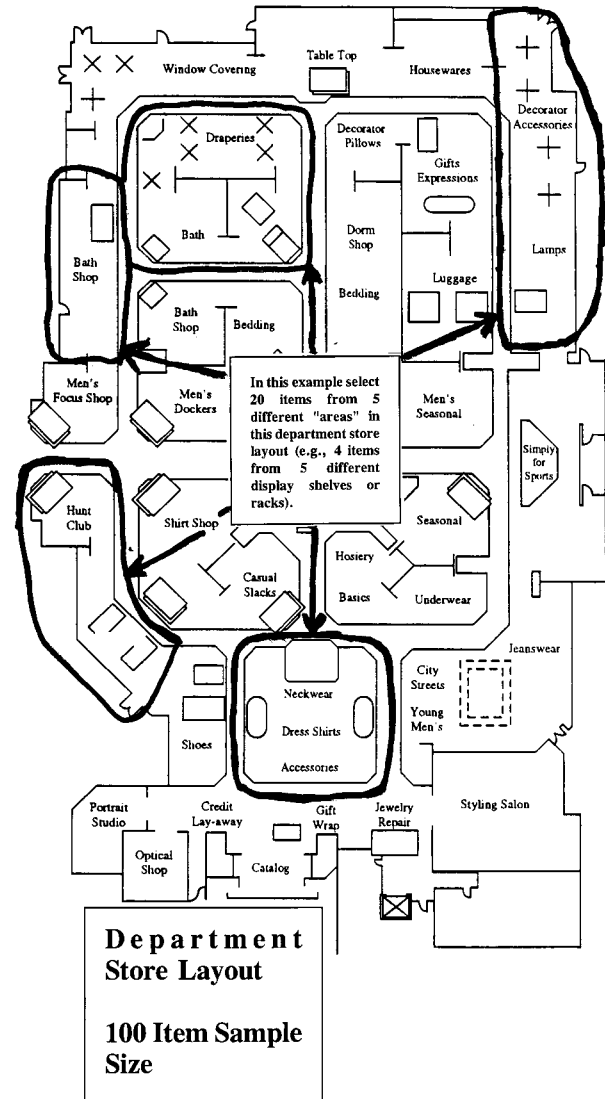 Table Top
Window Covering
Housewares
Draperies
Decorator
Pillows
Decorator
Accessories
Gifts
Expressions
Bath
Dorm
Shop
Bath
Shop
Lamps
Luggage
Bedding
Bath
Shop
Bedding
Men's
Focus Shop
Men's
Dockers
In this example select
20 items from 5
different "areas" in
this department store
layout (e.g., 4 items
from 5 different
display shelves or
racks).
Men's
Seasonal
Simply
for
Sports
Hunt
Club
Shirt Shop
Seasonal
Casual
Slacks
Hosiery
Basics
Underwear
Jeanswear
City
Streets
Young
Men's
Neckwear
Dress Shirts
Accessories
Shoes
Portrait
Studio
Credit
Lay-away
Gift
Wrap
Jewelry
Repair
Styling Salon
Optical
Shop
Catalog
Department
Store Layout
100 Item Sample
Size